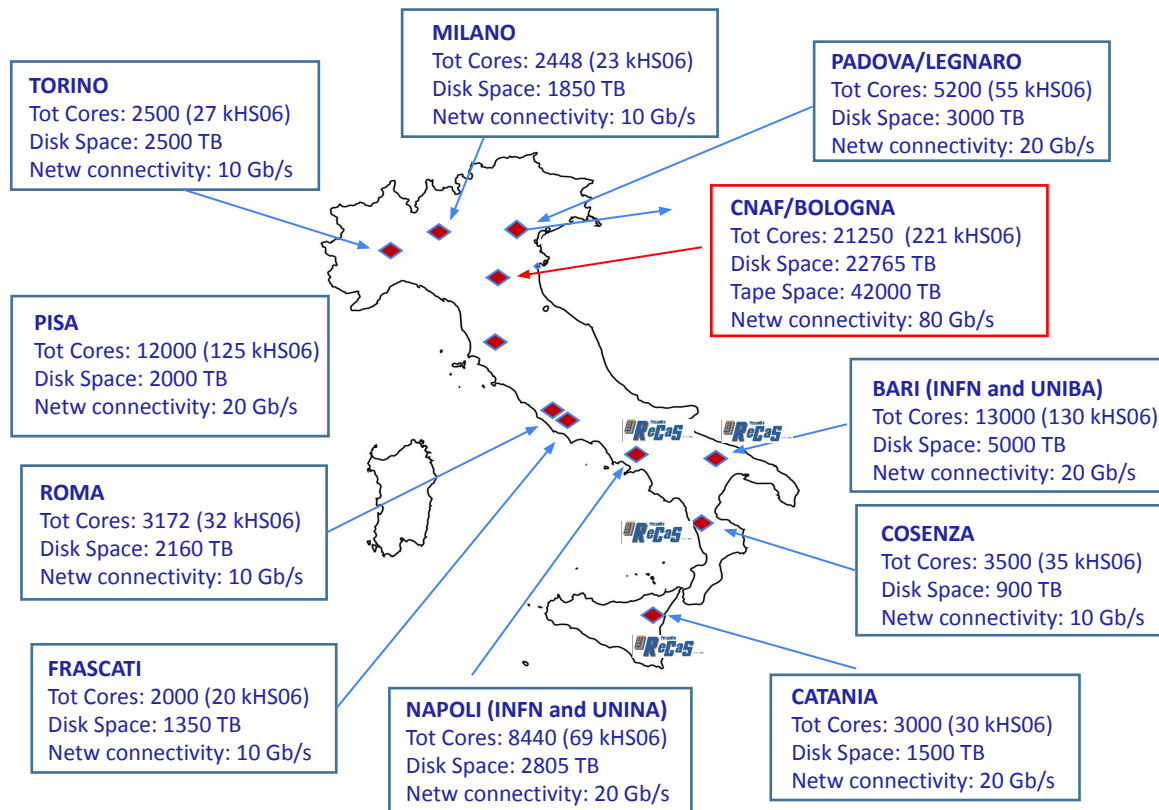 MILANO
Tot Cores: 2448 (23 kHS06)
Disk Space: 1850 TB
Netw connectivity: 10 Gb/s
PADOVA/LEGNARO
Tot Cores: 5200 (55 kHS06)
Disk Space: 3000 TB
Netw connectivity: 20 Gb/s
TORINO
Tot Cores: 2500 (27 kHS06)
Disk Space: 2500 TB
Netw connectivity: 10 Gb/s
CNAF/BOLOGNA
Tot Cores: 21250 (221 kHS06)
Disk Space: 22765 TB
Tape Space: 42000 TB
Netw connectivity: 80 Gb/s
PISA
Tot Cores: 12000 (125 kHS06)
Disk Space: 2000 TB
Netw connectivity: 20 Gb/s
BARI (INFN and UNIBA)
Tot Cores: 13000 (130 kHS06)
Disk Space: 5000 TB
Netw connectivity: 20 Gb/s
ReCaS
ReCaS
ROMA
Tot Cores: 3172 (32 kHS06)
Disk Space: 2160 TB
Netw connectivity: 10 Gb/s
ReCaS
COSENZA
Tot Cores: 3500 (35 kHS06)
Disk Space: 900 TB
Netw connectivity: 10 Gb/s
ReCaS
FRASCATI
Tot Cores: 2000 (20 kHS06)
Disk Space: 1350 TB
Netw connectivity: 10 Gb/s
NAPOLI (INFN and UNINA)
Tot Cores: 8440 (69 kHS06)
Disk Space: 2805 TB
Netw connectivity: 20 Gb/s
CATANIA
Tot Cores: 3000 (30 kHS06)
Disk Space: 1500 TB
Netw connectivity: 20 Gb/s